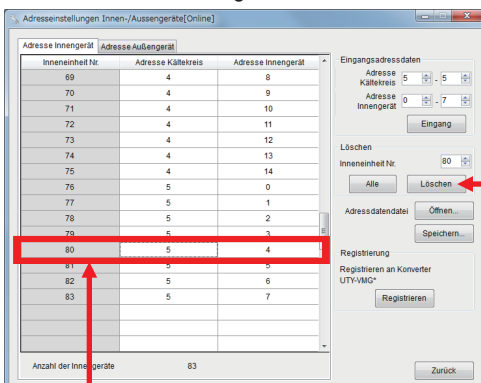 Adresseinstellungen Innen-/Aussengeräte[Online]
Adresse Innengerät Adresse Außengerät
Inneneinheit Nr. Adresse Kältekreis Adresse Innengerät
69 4 8
70 4 9
71 4 10
72 4 11
73 4 12
74 4 13
75 4 14
76 5 0
77 5 1
78 5 2
79 5 3
80 5 4
81 5 5
82 5 6
83 5 7
Anzahl der Innengeräte 83
Eingangsadressdaten
Adresse Kältekreis 5 - 5
Adresse Innengerät 0 - 7
Eingang
Löschen
Inneneinheit Nr. 80
Alle Löschen
Adressdatendatei Öffnen...
Speichern...
Registrierung
Registrieren an Konverter
UTY-VMG*
Registrieren
Zurück